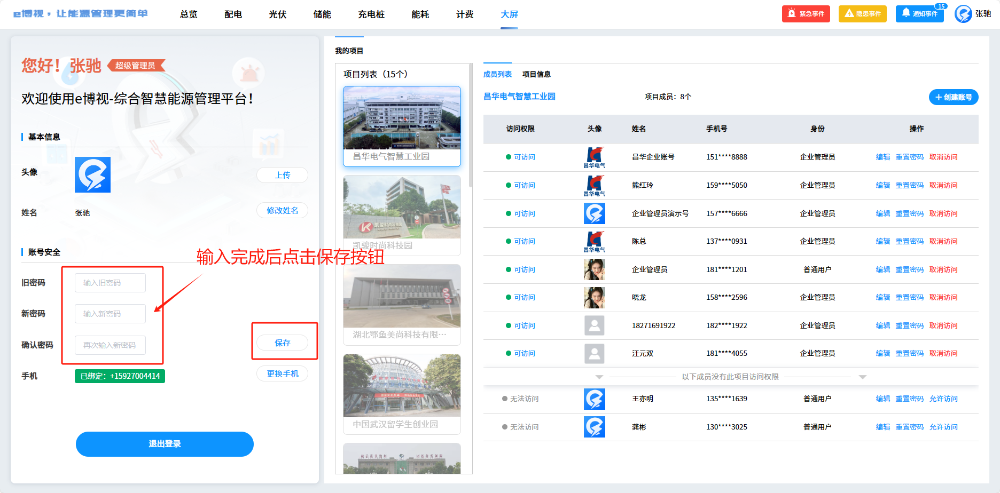 e博视，让能源管理更简单
总览
配电
光伏
储能
充电桩
能耗
计费
大屏
紧急事件
隐患事件
通知事件
15
张驰
您好！张驰
超级管理员
欢迎使用e博视-综合智慧能源管理平台！
基本信息
头像
上传
姓名
张驰
修改姓名
账号安全
输入完成后点击保存按钮
旧密码
输入旧密码
新密码
输入新密码
确认密码
再次输入新密码
保存
手机
已绑定：+15927004414
更换手机
退出登录
我的项目
项目列表（15个）
昌华电气智慧工业园
凯骏时尚科技园
凯骏时尚科技园
湖北鄂鱼美尚科技有限…
中国武汉留学生创业园
成员列表
项目信息
昌华电气智慧工业园
项目成员：8个
+ 创建账号
访问权限 头像 姓名 手机号 身份 操作
可访问 昌华电气 昌华企业账号 151****8888 企业管理员 编辑 重置密码 取消访问
可访问 昌华电气 熊红玲 159****5050 企业管理员 编辑 重置密码 取消访问
可访问 企业管理员演示号 157****6666 企业管理员 编辑 重置密码 取消访问
可访问 昌华电气 陈总 137****0931 企业管理员 编辑 重置密码 取消访问
可访问 企业管理员 181****1201 普通用户 编辑 重置密码 取消访问
可访问 晓龙 158****2596 企业管理员 编辑 重置密码 取消访问
可访问 18271691922 182****1922 企业管理员 编辑 重置密码 取消访问
可访问 汪元双 181****4055 企业管理员 编辑 重置密码 取消访问
以下成员没有此项目访问权限
无法访问 王亦明 135****1639 普通用户 编辑 重置密码 允许访问
无法访问 龚彬 130****3025 普通用户 编辑 重置密码 允许访问